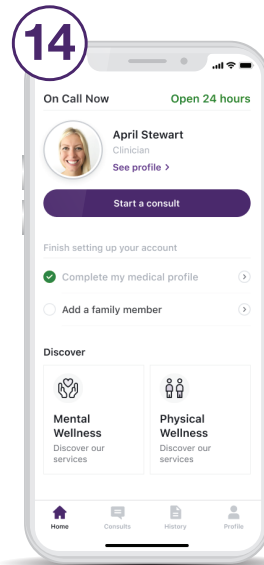 14
On Call Now
Open 24 hours
April Stewart
Clinician
See profile >
Start a consult
Finish setting up your account
Complete my medical profile
Add a family member
Discover
Mental
Wellness
Discover our
services
Physical
Wellness
Discover our
services
Home
Consults
History
Profile